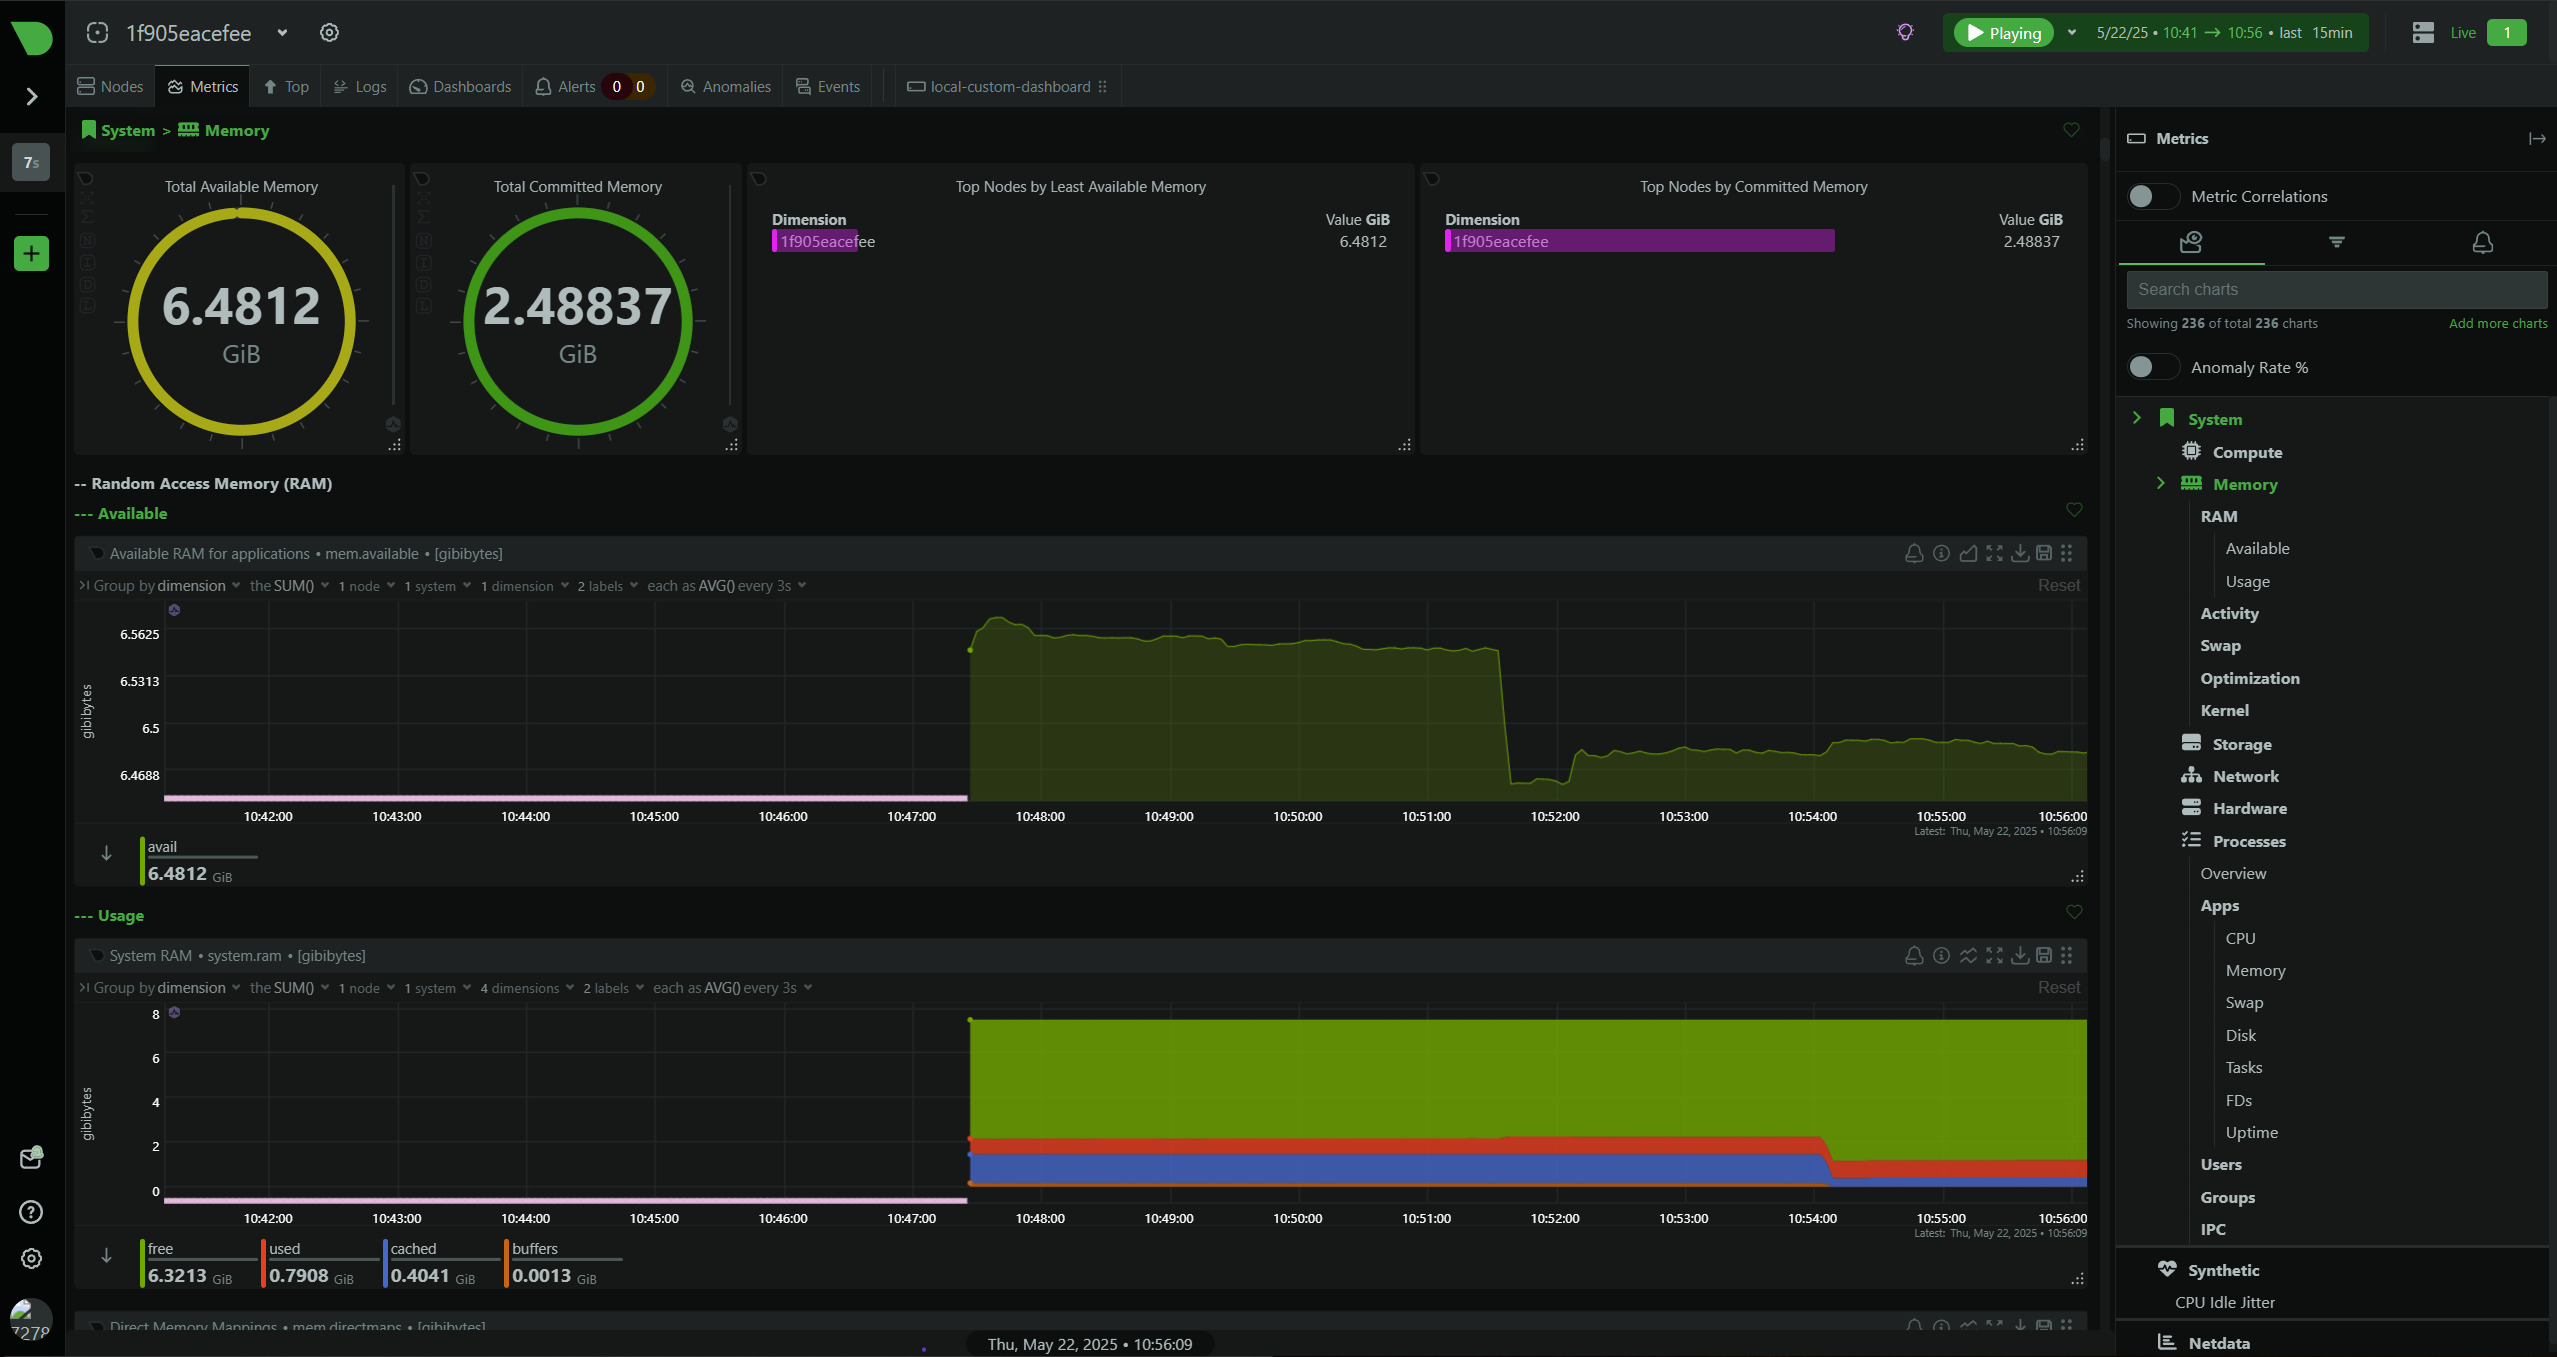 1f905eacefee
Playing 5/22/25 • 10:41 → 10:56 • last 15min
Live 1
Nodes Metrics Top Logs Dashboards Alerts 0 0 Anomalies Events local-custom-dashboard
7s
System > Memory
Total Available Memory
6.4812
GiB
Total Committed Memory
2.48837
GiB
Top Nodes by Least Available Memory
Dimension Value GiB
1f905eacefee 6.4812
Top Nodes by Committed Memory
Dimension Value GiB
1f905eacefee 2.48837
-- Random Access Memory (RAM)
--- Available
Available RAM for applications • mem.available • [gibibytes]
Group by dimension the SUM() 1 node 1 system 1 dimension 2 labels each as AVG() every 3s Reset
gibibytes
6.5625
6.5313
6.5
6.4688
10:42:00 10:43:00 10:44:00 10:45:00 10:46:00 10:47:00 10:48:00 10:49:00 10:50:00 10:51:00 10:52:00 10:53:00 10:54:00 10:55:00 10:56:00
Latest: Thu, May 22, 2025 • 10:56:09
avail
6.4812 GiB
--- Usage
System RAM • system.ram • [gibibytes]
Group by dimension the SUM() 1 node 1 system 4 dimensions 2 labels each as AVG() every 3s Reset
gibibytes
8
6
4
2
0
10:42:00 10:43:00 10:44:00 10:45:00 10:46:00 10:47:00 10:48:00 10:49:00 10:50:00 10:51:00 10:52:00 10:53:00 10:54:00 10:55:00 10:56:00
Latest: Thu, May 22, 2025 • 10:56:09
free used cached buffers
6.3213 GiB 0.7908 GiB 0.4041 GiB 0.0013 GiB
Direct Memory Mappings • mem.directmaps • [gibibytes]
7278
Thu, May 22, 2025 • 10:56:09
Metrics
Metric Correlations
Search charts
Showing 236 of total 236 charts Add more charts
Anomaly Rate %
System
Compute
Memory
RAM
Available
Usage
Activity
Swap
Optimization
Kernel
Storage
Network
Hardware
Processes
Overview
Apps
CPU
Memory
Swap
Disk
Tasks
FDs
Uptime
Users
Groups
IPC
Synthetic
CPU Idle Jitter
Netdata